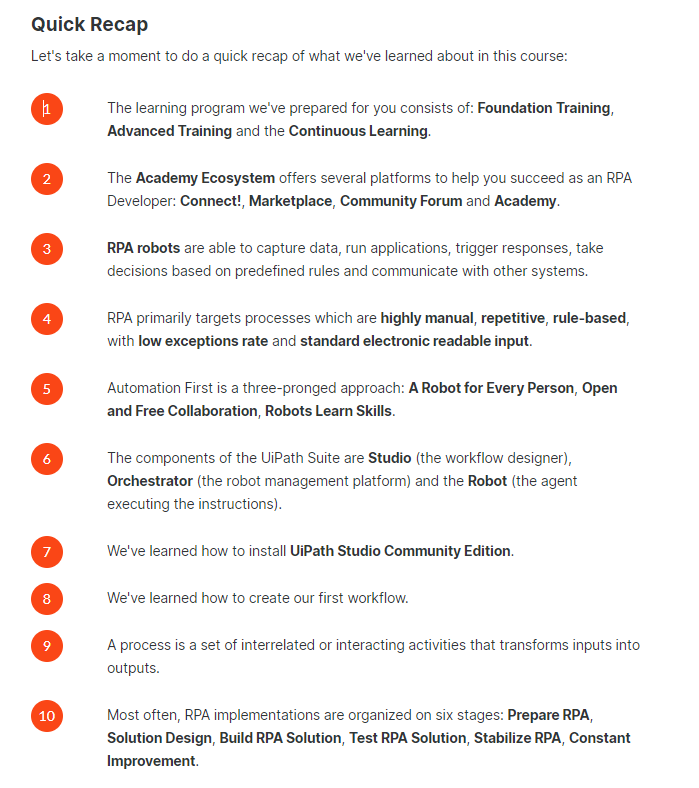 Quick Recap
Let's take a moment to do a quick recap of what we've learned about in this course:
1
The learning program we've prepared for you consists of: Foundation Training,
Advanced Training and the Continuous Learning.
2
The Academy Ecosystem offers several platforms to help you succeed as an RPA
Developer: Connect!, Marketplace, Community Forum and Academy.
3
RPA robots are able to capture data, run applications, trigger responses, take
decisions based on predefined rules and communicate with other systems.
4
RPA primarily targets processes which are highly manual, repetitive, rule-based,
with low exceptions rate and standard electronic readable input.
5
Automation First is a three-pronged approach: A Robot for Every Person, Open
and Free Collaboration, Robots Learn Skills.
6
The components of the UiPath Suite are Studio (the workflow designer),
Orchestrator (the robot management platform) and the Robot (the agent
executing the instructions).
7
We've learned how to install UiPath Studio Community Edition.
8
We've learned how to create our first workflow.
9
A process is a set of interrelated or interacting activities that transforms inputs into
outputs.
10
Most often, RPA implementations are organized on six stages: Prepare RPA,
Solution Design, Build RPA Solution, Test RPA Solution, Stabilize RPA, Constant
Improvement.